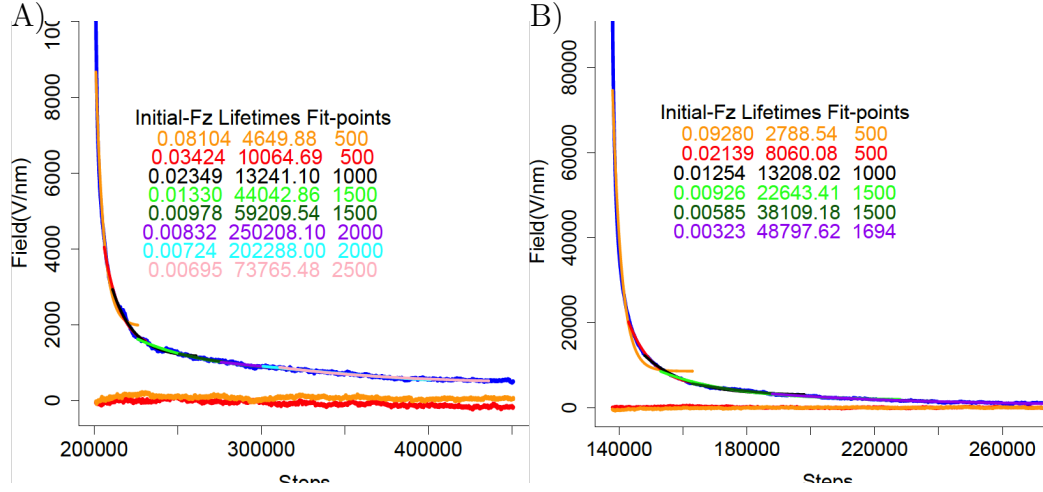 A)
B)
Field(V/nm)
0
2000
4000
6000
8000
Initial-Fz Lifetimes Fit-points
0.08104 4649.88 500
0.03424 10064.69 500
0.02349 13241.10 1000
0.01330 44042.86 1500
0.00978 59209.54 1500
0.00832 250208.10 2000
0.00724 202288.00 2000
0.00695 73765.48 2500
200000 300000 400000
Steps
Field(V/nm)
0
20000
40000
60000
80000
Initial-Fz Lifetimes Fit-points
0.09280 2788.54 500
0.02139 8060.08 500
0.01254 13208.02 1000
0.00926 22643.41 1500
0.00585 38109.18 1500
0.00323 48797.62 1694
140000 180000 220000 260000
Steps